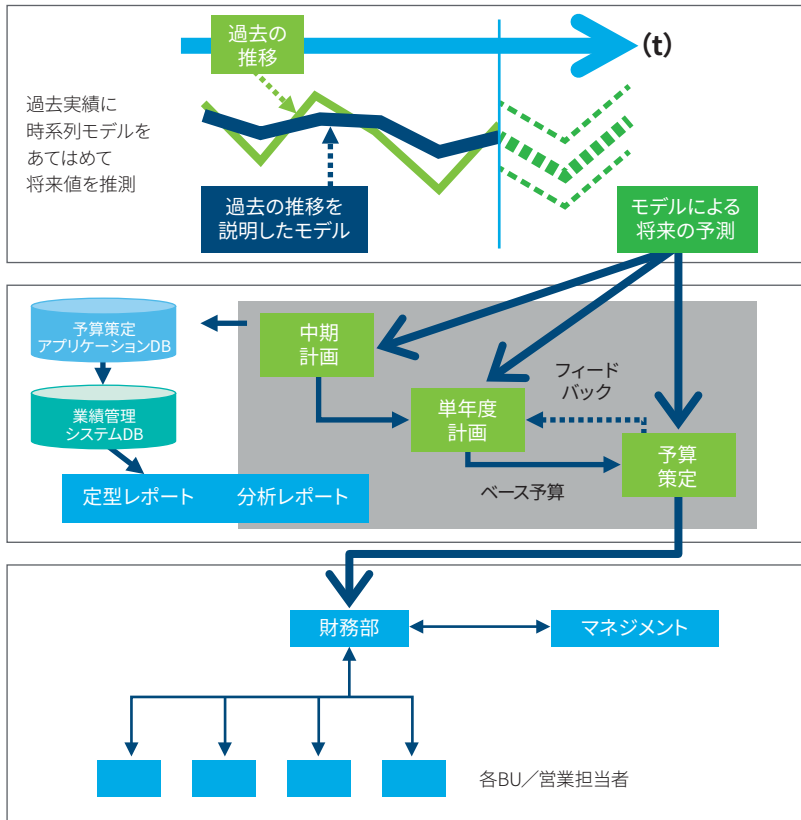 過去の
推移
(t)
過去実績に
時系列モデルを
あてはめて
将来値を推測
過去の推移を
説明したモデル
モデルによる
将来の予測
予算策定
アプリケーションDB
業績管理
システムDB
定型レポート
分析レポート
中期
計画
単年度
計画
フィード
バック
ベース予算
予算
策定
財務部
マネジメント
各BU／営業担当者